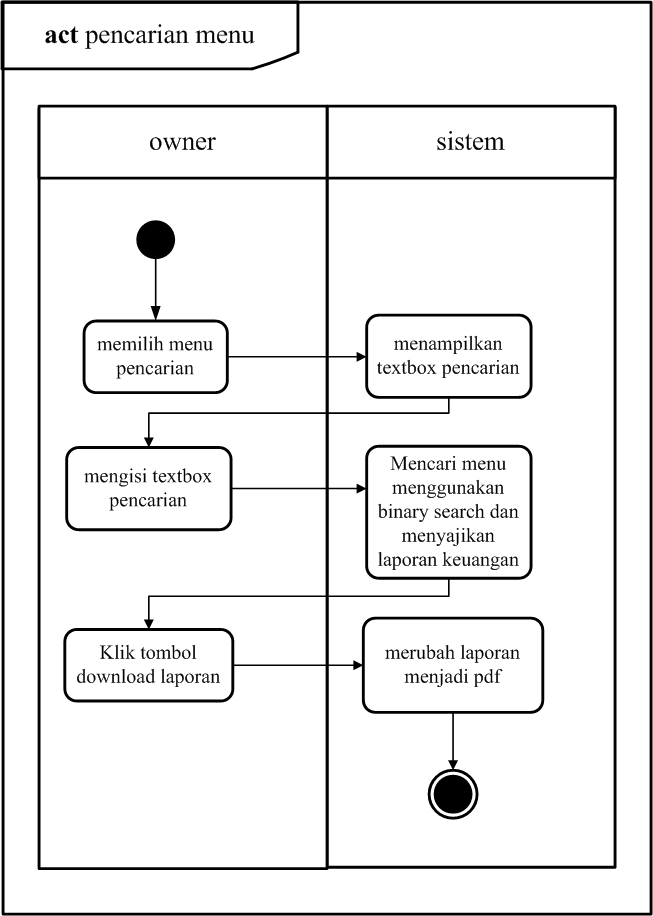 act pencarian menu
owner
sistem
memilih menu
pencarian
menampilkan
textbox pencarian
mengisi textbox
pencarian
Mencari menu
menggunakan
binary search dan
menyajikan
laporan keuangan
Klik tombol
download laporan
merubah laporan
menjadi pdf